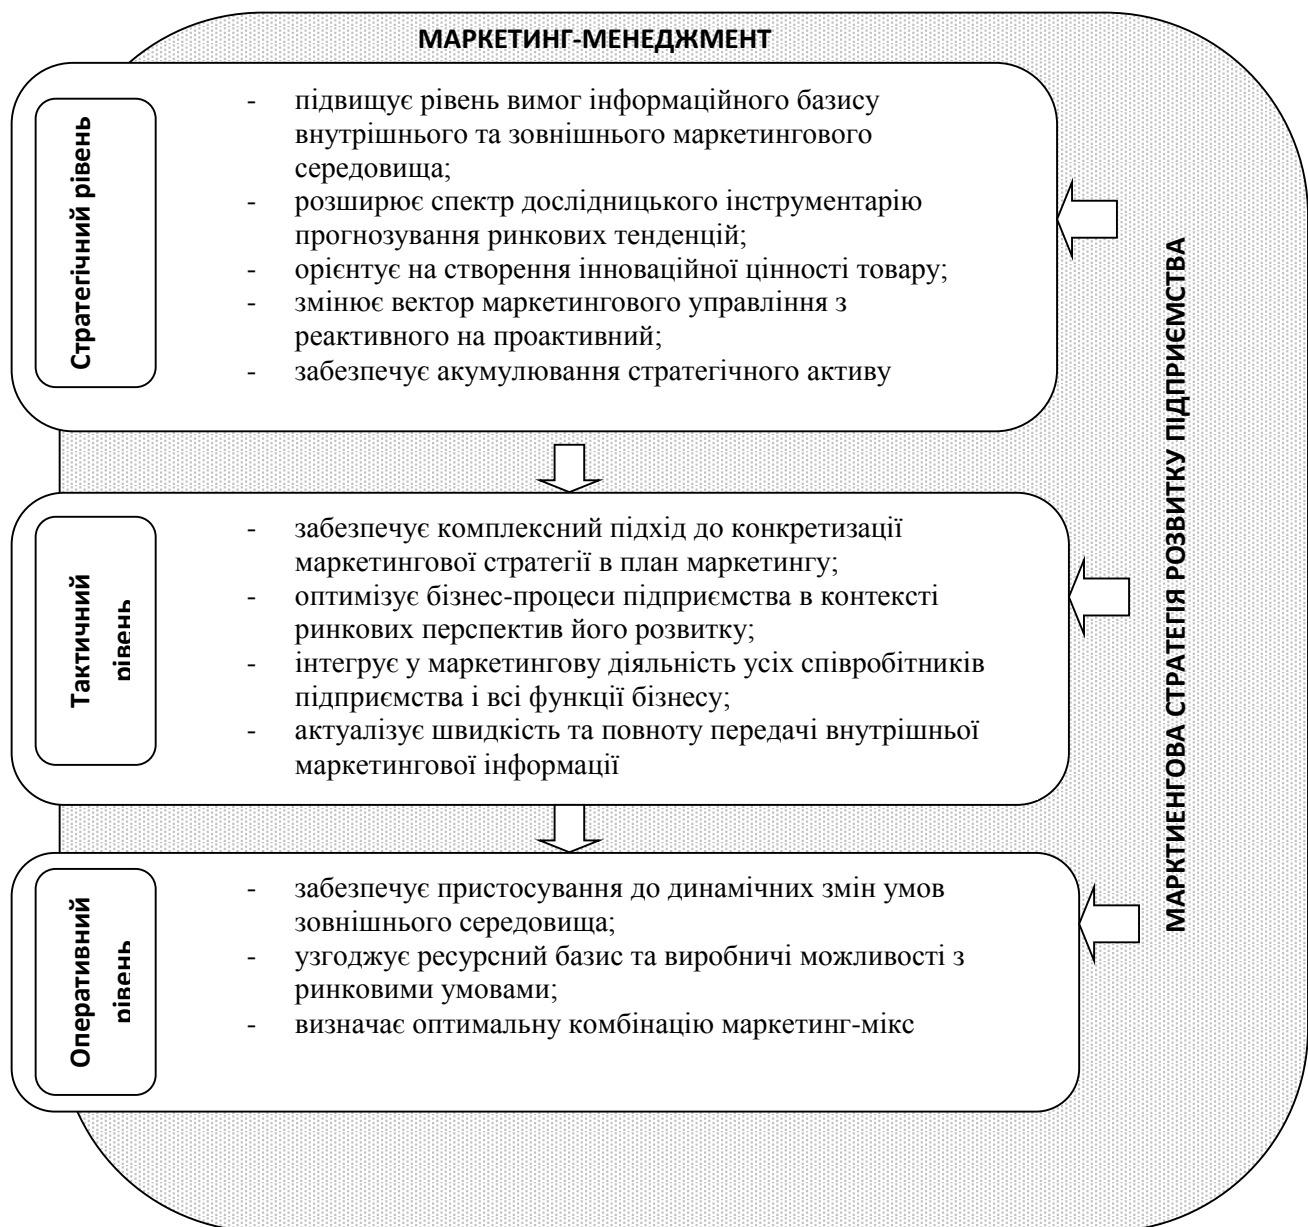 МАРКЕТИНГ-МЕНЕДЖМЕНТ
Стратегічний рівень
- підвищує рівень вимог інформаційного базису
внутрішнього та зовнішнього маркетингового
середовища;
- розширює спектр дослідницького інструментарію
прогнозування ринкових тенденцій;
- орієнтує на створення інноваційної цінності товару;
- змінює вектор маркетингового управління з
реактивного на проактивний;
- забезпечує акумулювання стратегічного активу
Тактичний
рівень
- забезпечує комплексний підхід до конкретизації
маркетингової стратегії в план маркетингу;
- оптимізує бізнес-процеси підприємства в контексті
ринкових перспектив його розвитку;
- інтегрує у маркетингову діяльність усіх співробітників
підприємства і всі функції бізнесу;
- актуалізує швидкість та повноту передачі внутрішньої
маркетингової інформації
Оперативний
рівень
- забезпечує пристосування до динамічних змін умов
зовнішнього середовища;
- узгоджує ресурсний базис та виробничі можливості з
ринковими умовами;
- визначає оптимальну комбінацію маркетинг-мікс
МАРКТИЕНГОВА СТРАТЕГІЯ РОЗВИТКУ ПІДПРИЄМСТВА